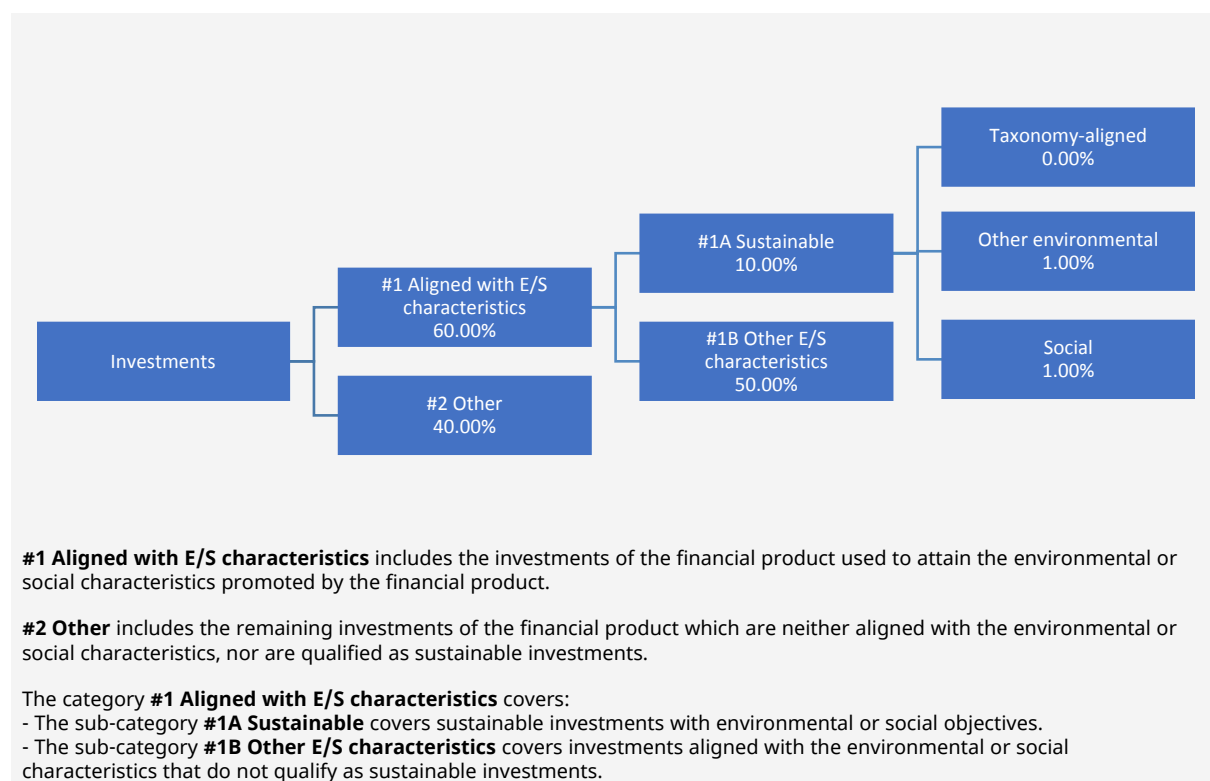 Investments
#1 Aligned with E/S
characteristics
60.00%
#2 Other
40.00%
#1A Sustainable
10.00%
#1B Other E/S
characteristics
50.00%
Taxonomy-aligned
0.00%
Other environmental
1.00%
Social
1.00%
#1 Aligned with E/S characteristics includes the investments of the financial product used to attain the environmental or
social characteristics promoted by the financial product.
#2 Other includes the remaining investments of the financial product which are neither aligned with the environmental or
social characteristics, nor are qualified as sustainable investments.
The category #1 Aligned with E/S characteristics covers:
- The sub-category #1A Sustainable covers sustainable investments with environmental or social objectives.
- The sub-category #1B Other E/S characteristics covers investments aligned with the environmental or social
characteristics that do not qualify as sustainable investments.